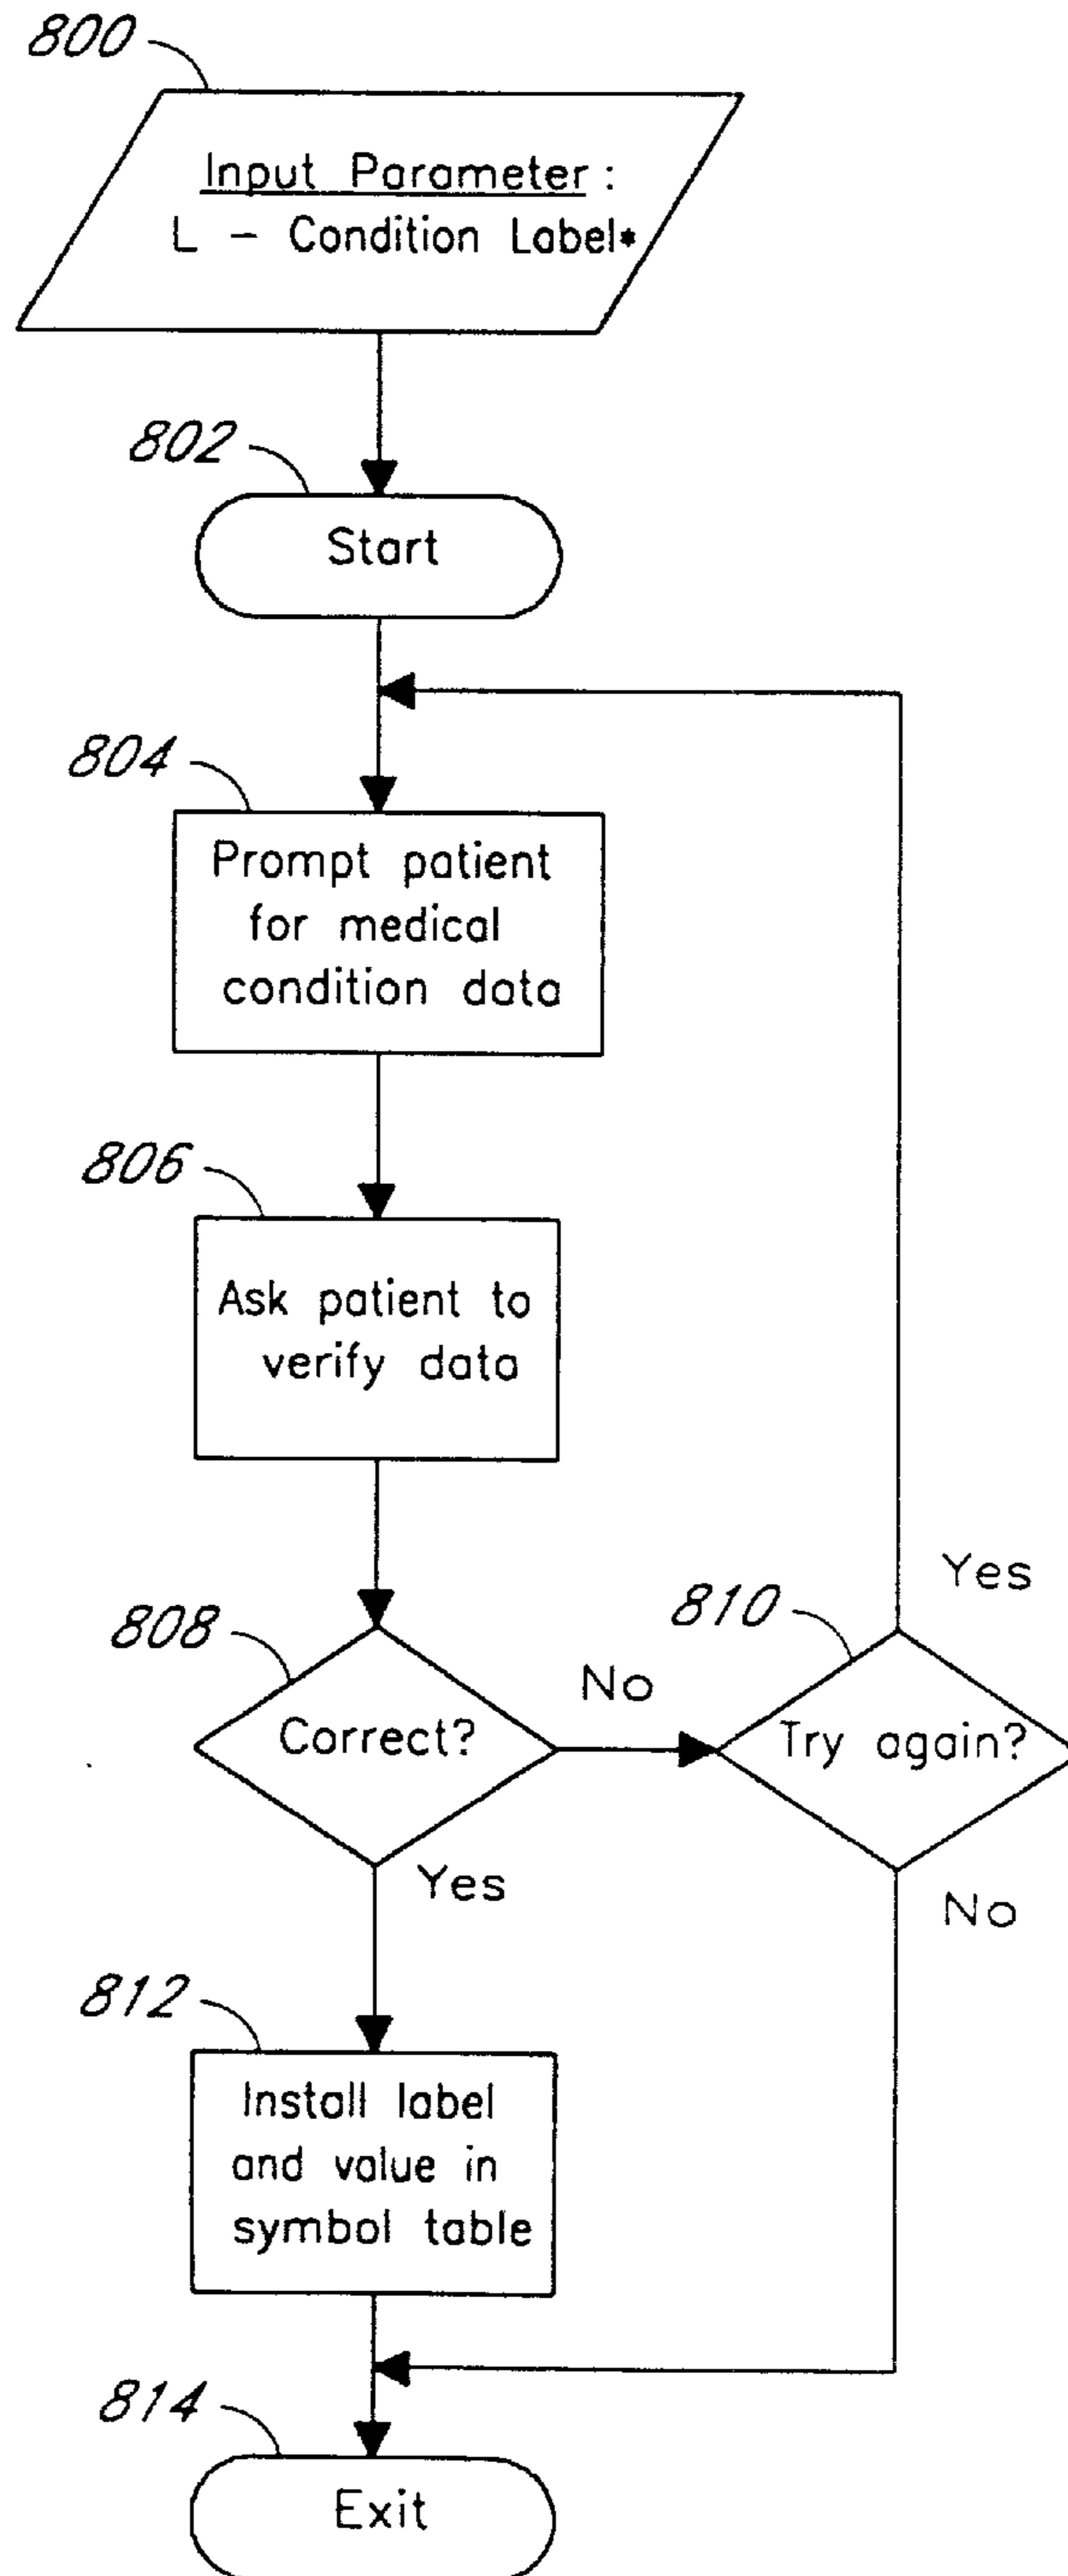 800
Input Parameter :
L - Condition Label*
802
Start
804
Prompt patient
for medical
condition data
806
Ask patient to
verify data
Yes
808
810
No
Correct?
Try again?
Yes
No
812
Install label
and value in
symbol table
814
Exit